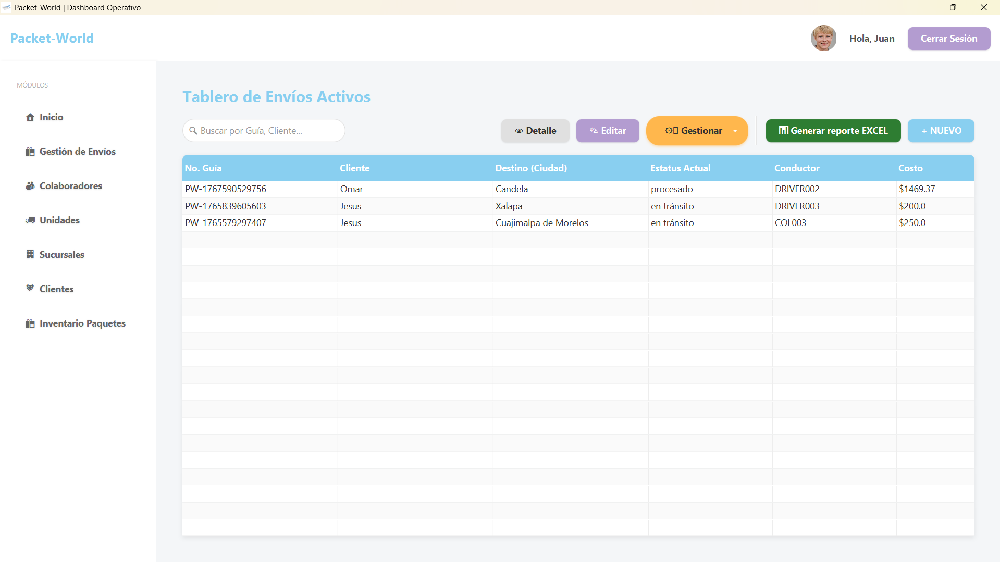 Packet-World | Dashboard Operativo
Packet-World
Hola, Juan
Cerrar Sesión
MÓDULOS
Inicio
Gestión de Envíos
Colaboradores
Unidades
Sucursales
Clientes
Inventario Paquetes
Tablero de Envíos Activos
Buscar por Guía, Cliente...
Detalle
Editar
Gestionar
Generar reporte EXCEL
+ NUEVO
No. Guía Cliente Destino (Ciudad) Estatus Actual Conductor Costo
PW-1767590529756 Omar Candela procesado DRIVER002 $1469.37
PW-1765839605603 Jesus Xalapa en tránsito DRIVER003 $200.0
PW-1765579297407 Jesus Cuajimalpa de Morelos en tránsito COL003 $250.0